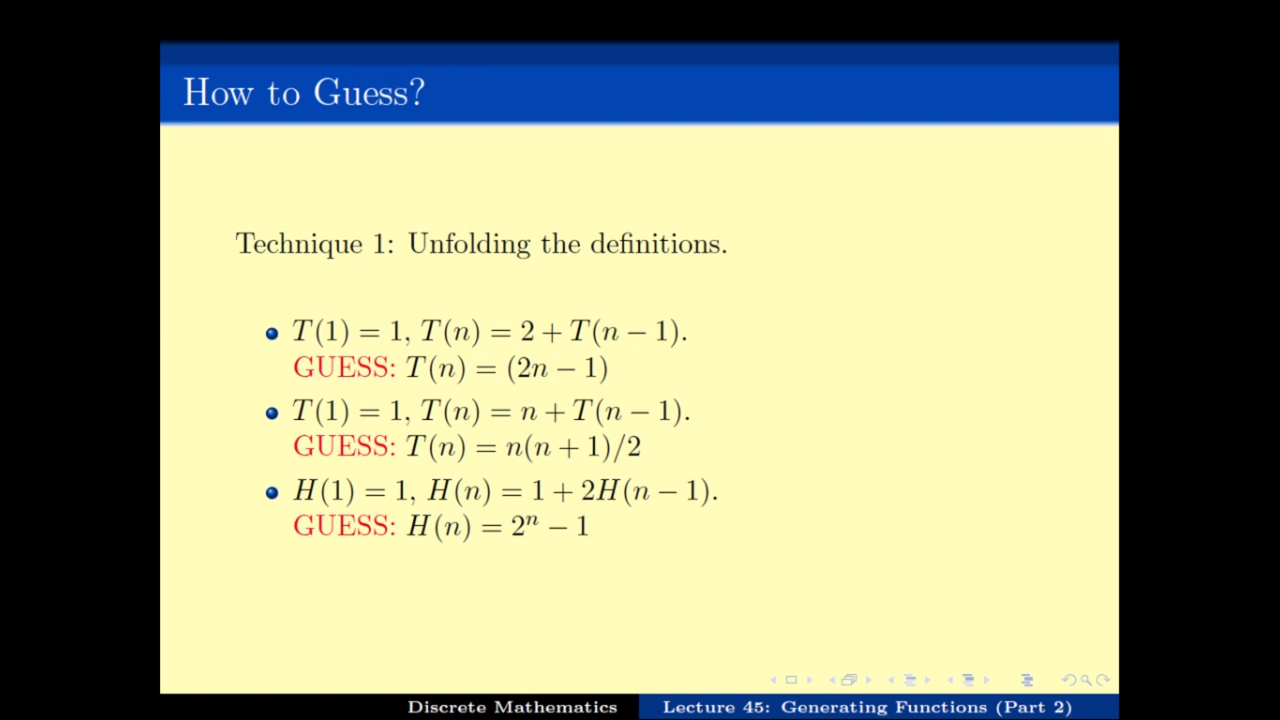 How to Guess?
Technique 1: Unfolding the definitions.
T(1) = 1, T(n) = 2 + T(n − 1).
GUESS: T(n) = (2n − 1)
T(1) = 1, T(n) = n + T(n − 1).
GUESS: T(n) = n(n + 1)/2
H(1) = 1, H(n) = 1 + 2H(n − 1).
GUESS: H(n) = 2ⁿ − 1
Discrete Mathematics Lecture 45: Generating Functions (Part 2)